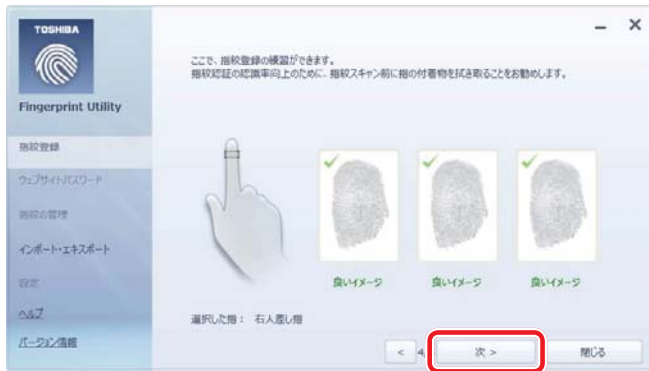 TOSHIBA
Fingerprint Utility
指紋登録
ウェブサイトパスワード
指紋の管理
インポート・エキスポート
設定
ヘルプ
バージョン情報
ここで、指紋登録の練習ができます。
指紋認証の認識率向上のために、指紋スキャン前に指の付着物を拭き取ることをお勧めします。
良いイメージ 良いイメージ 良いイメージ
選択した指： 右人差し指
< 4 次 > 閉じる